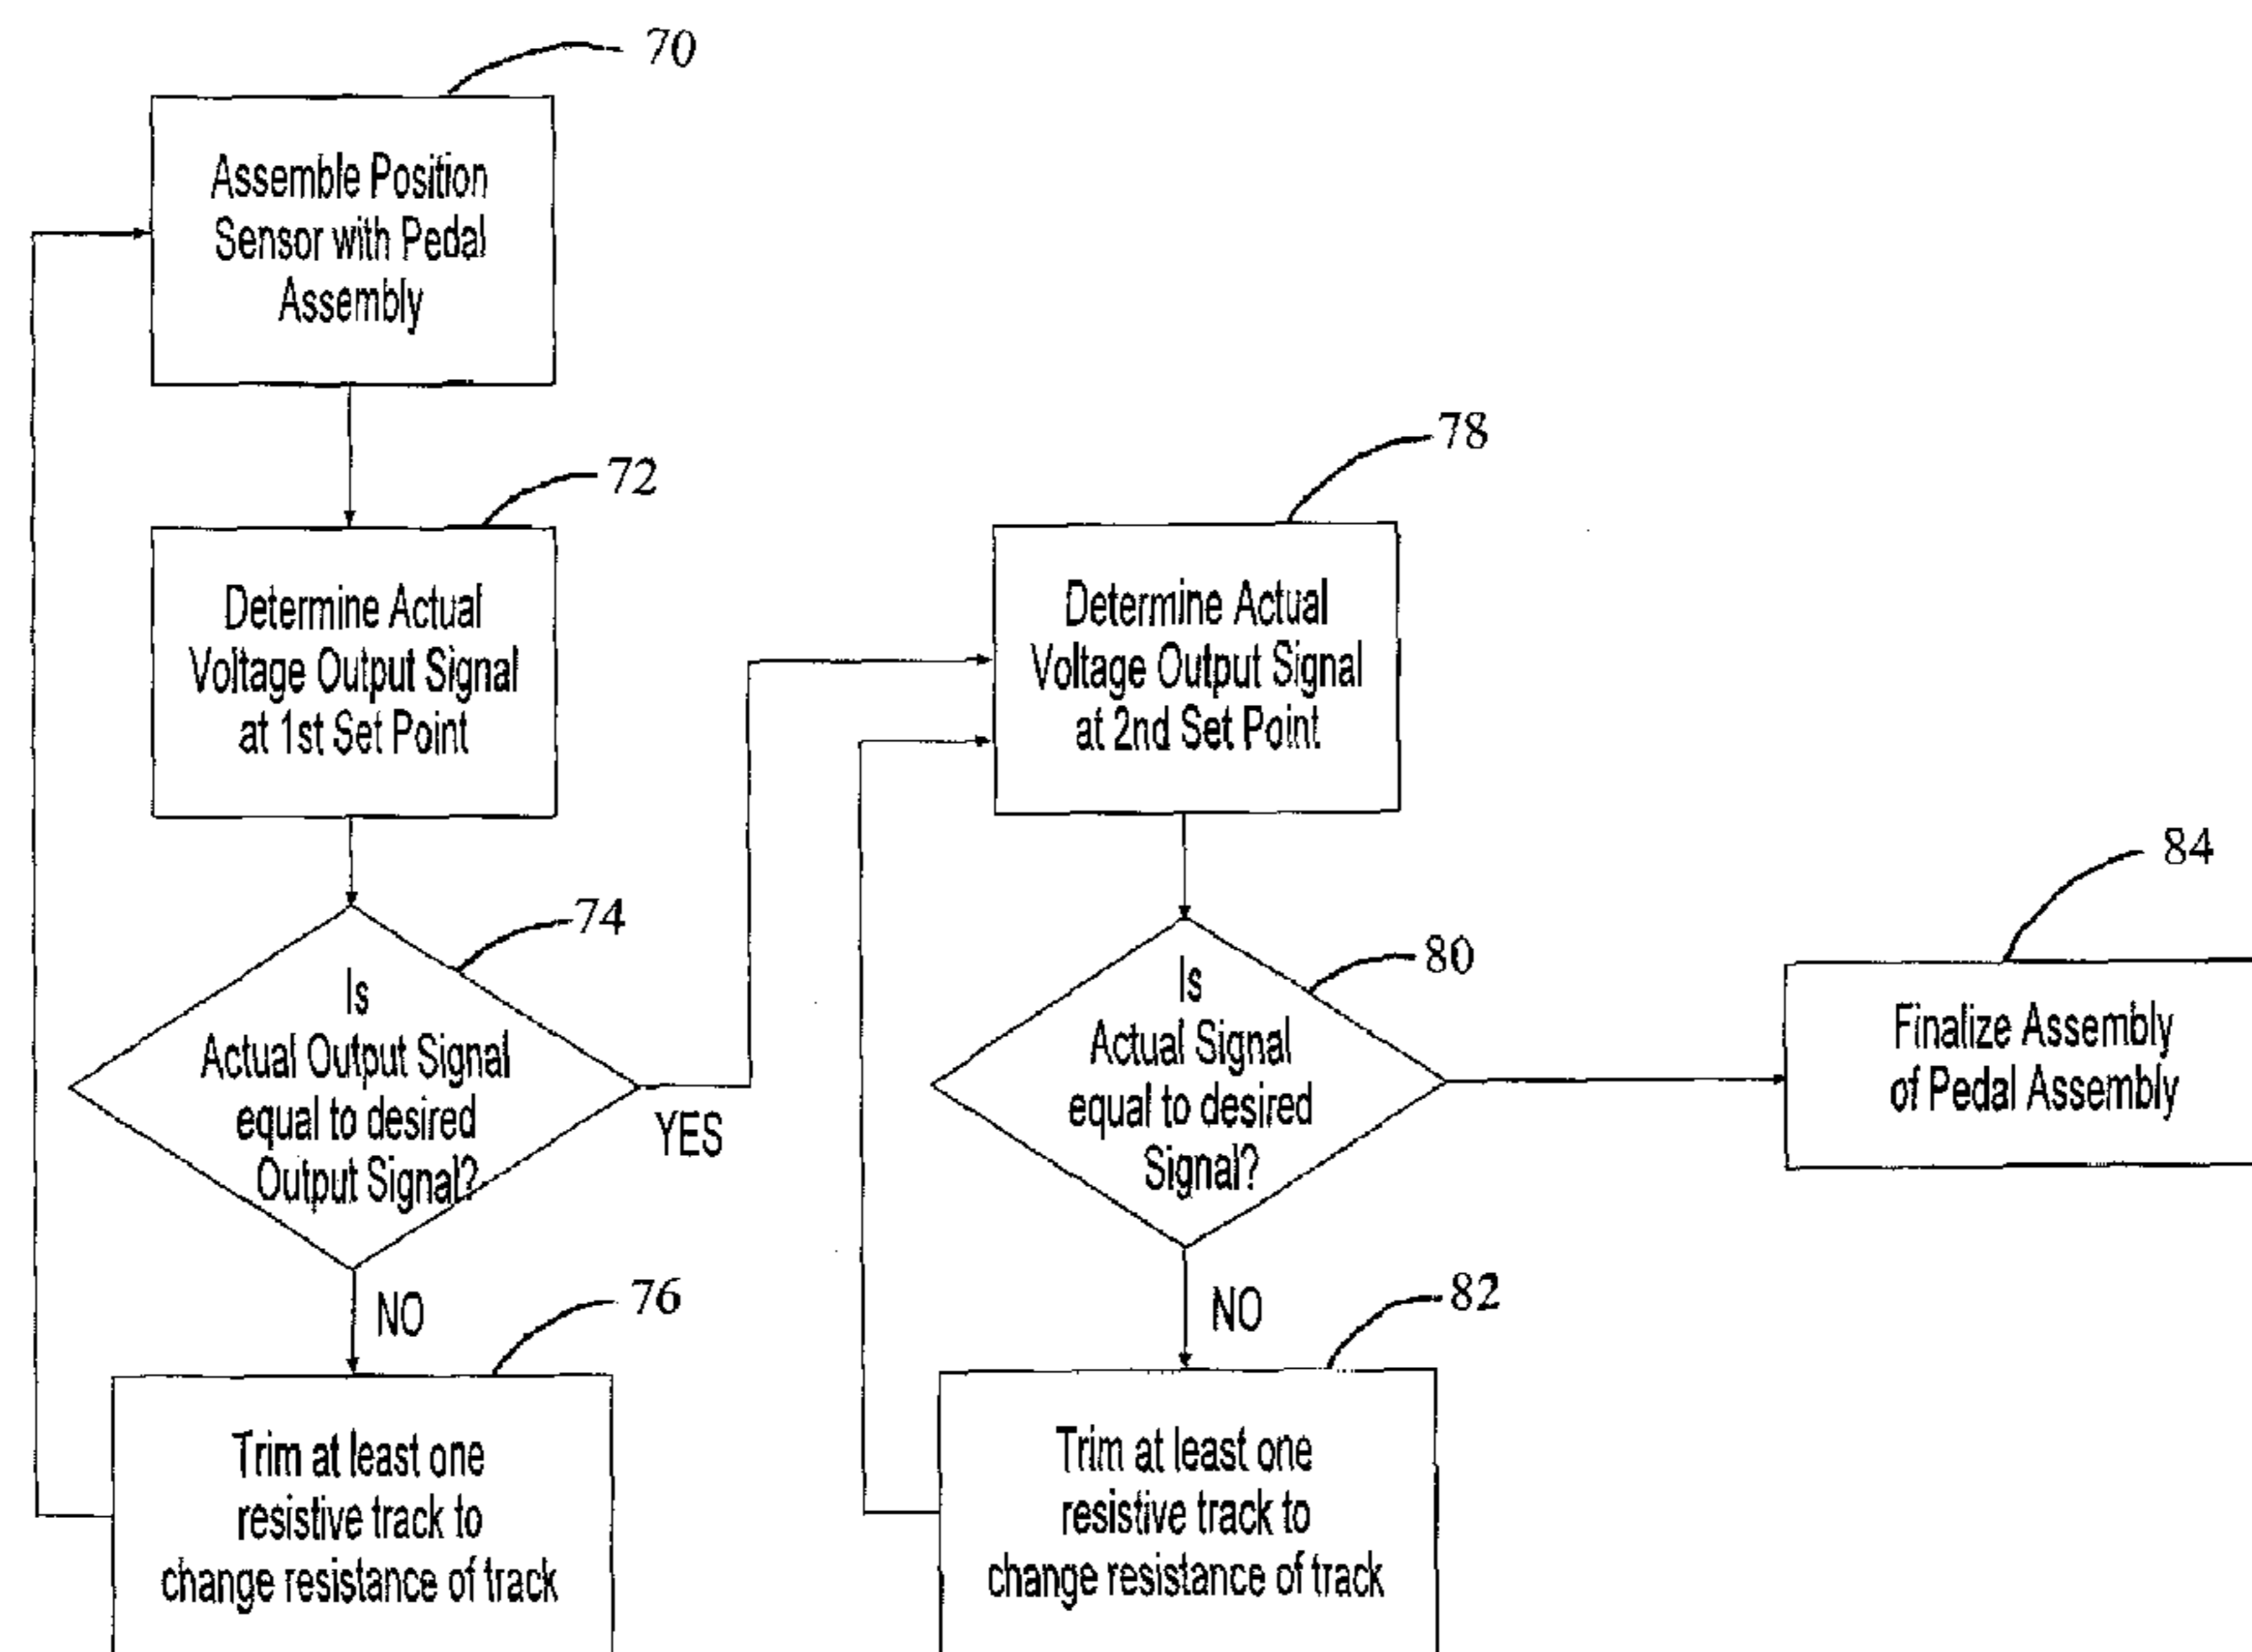 70
Assemble Position
Sensor with Pedal
Assembly
72
Determine Actual
Voltage Output Signal
at 1st Set Point
74
Is
Actual Output Signal
equal to desired
Output Signal?
YES
NO
76
Trim at least one
resistive track to
change resistance of track
78
Determine Actual
Voltage Output Signal
at 2nd Set Point
80
Is
Actual Signal
equal to desired
Signal?
NO
82
Trim at least one
resistive track to
change resistance of track
84
Finalize Assembly
of Pedal Assembly